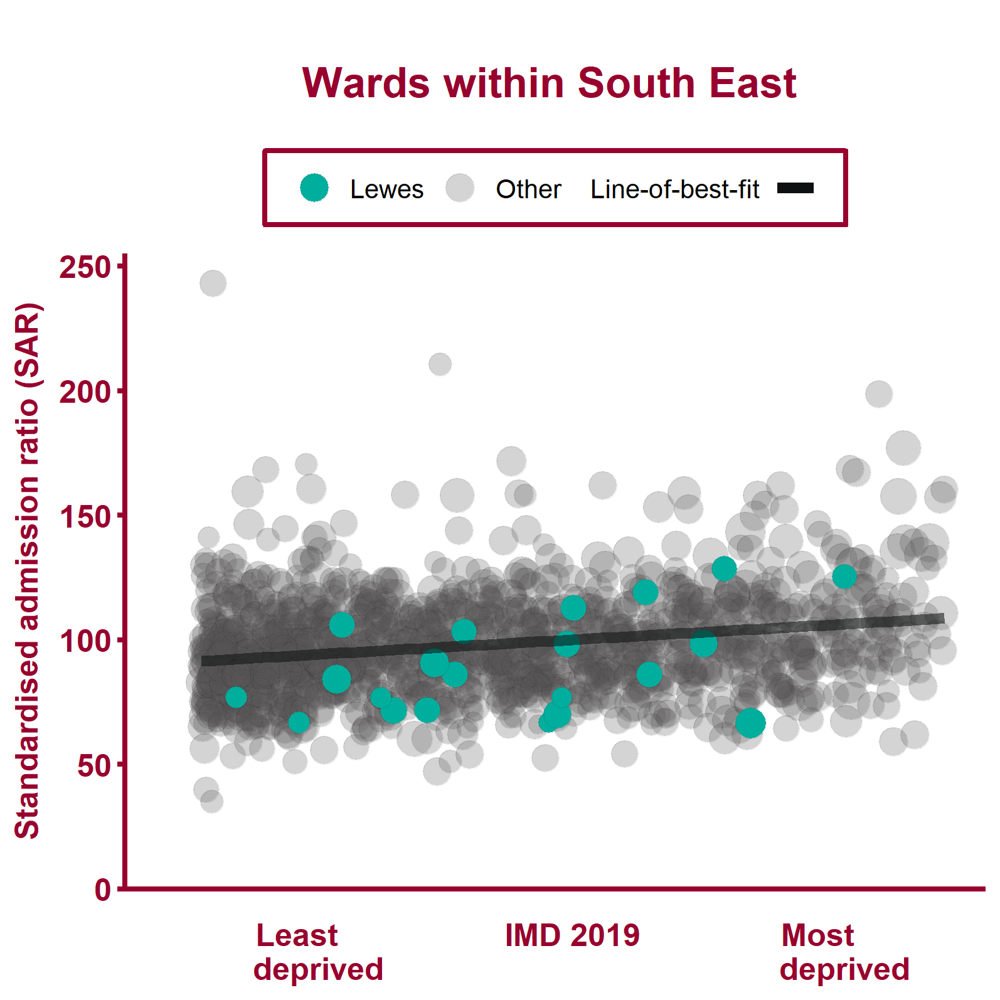 Wards within South East
Lewes Other Line-of-best-fit
Standardised admission ratio (SAR)
250
200
150
100
50
0
Least deprived
IMD 2019
Most deprived